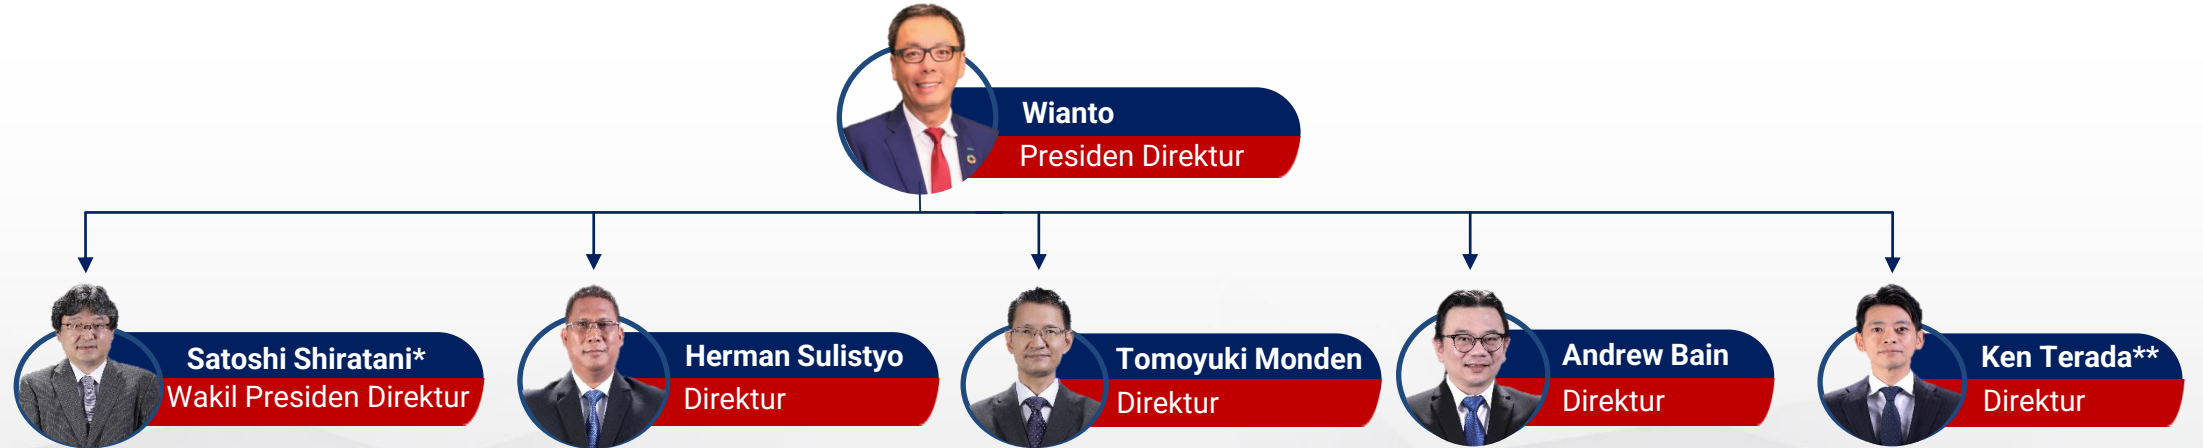 Wianto
Presiden Direktur
Satoshi Shiratani*
Wakil Presiden Direktur
Herman Sulistyo
Direktur
Tomoyuki Monden
Direktur
Andrew Bain
Direktur
Ken Terada**
Direktur